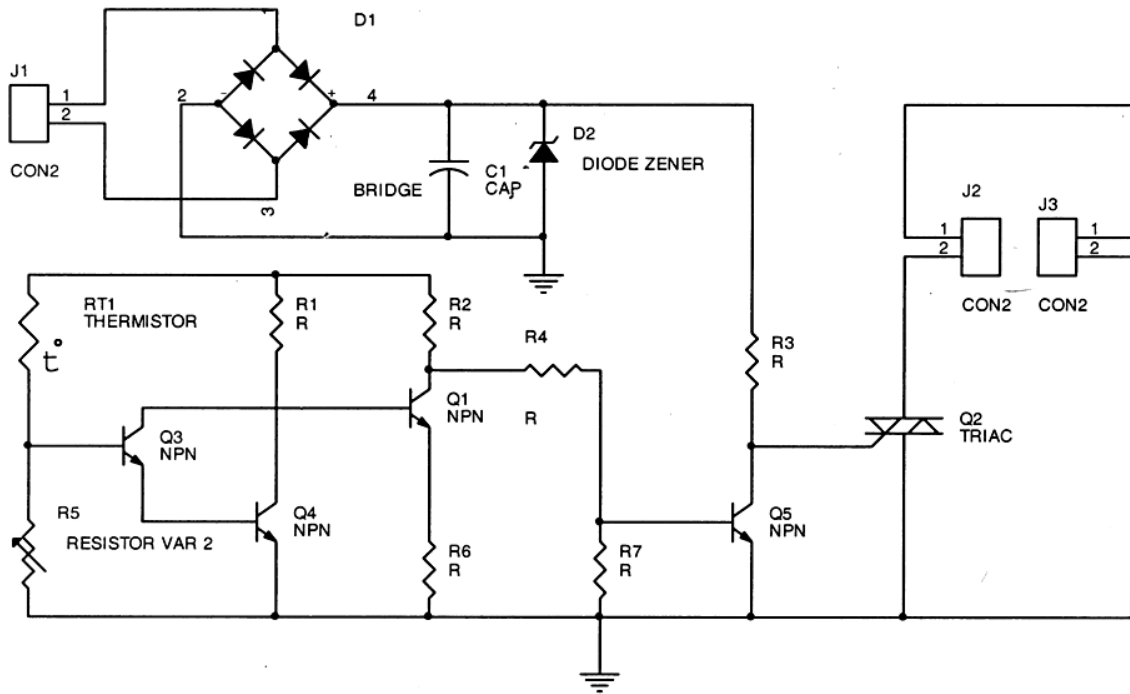 D1
J1
1
2
CON2
2
-
+
4
3
BRIDGE
C1
CAP
D2
DIODE ZENER
J2
1
2
CON2
J3
1
2
CON2
RT1
THERMISTOR
t°
R1
R
R2
R
R4
R
R3
R
Q1
NPN
Q2
TRIAC
Q3
NPN
Q4
NPN
Q5
NPN
R5
RESISTOR VAR 2
R6
R
R7
R